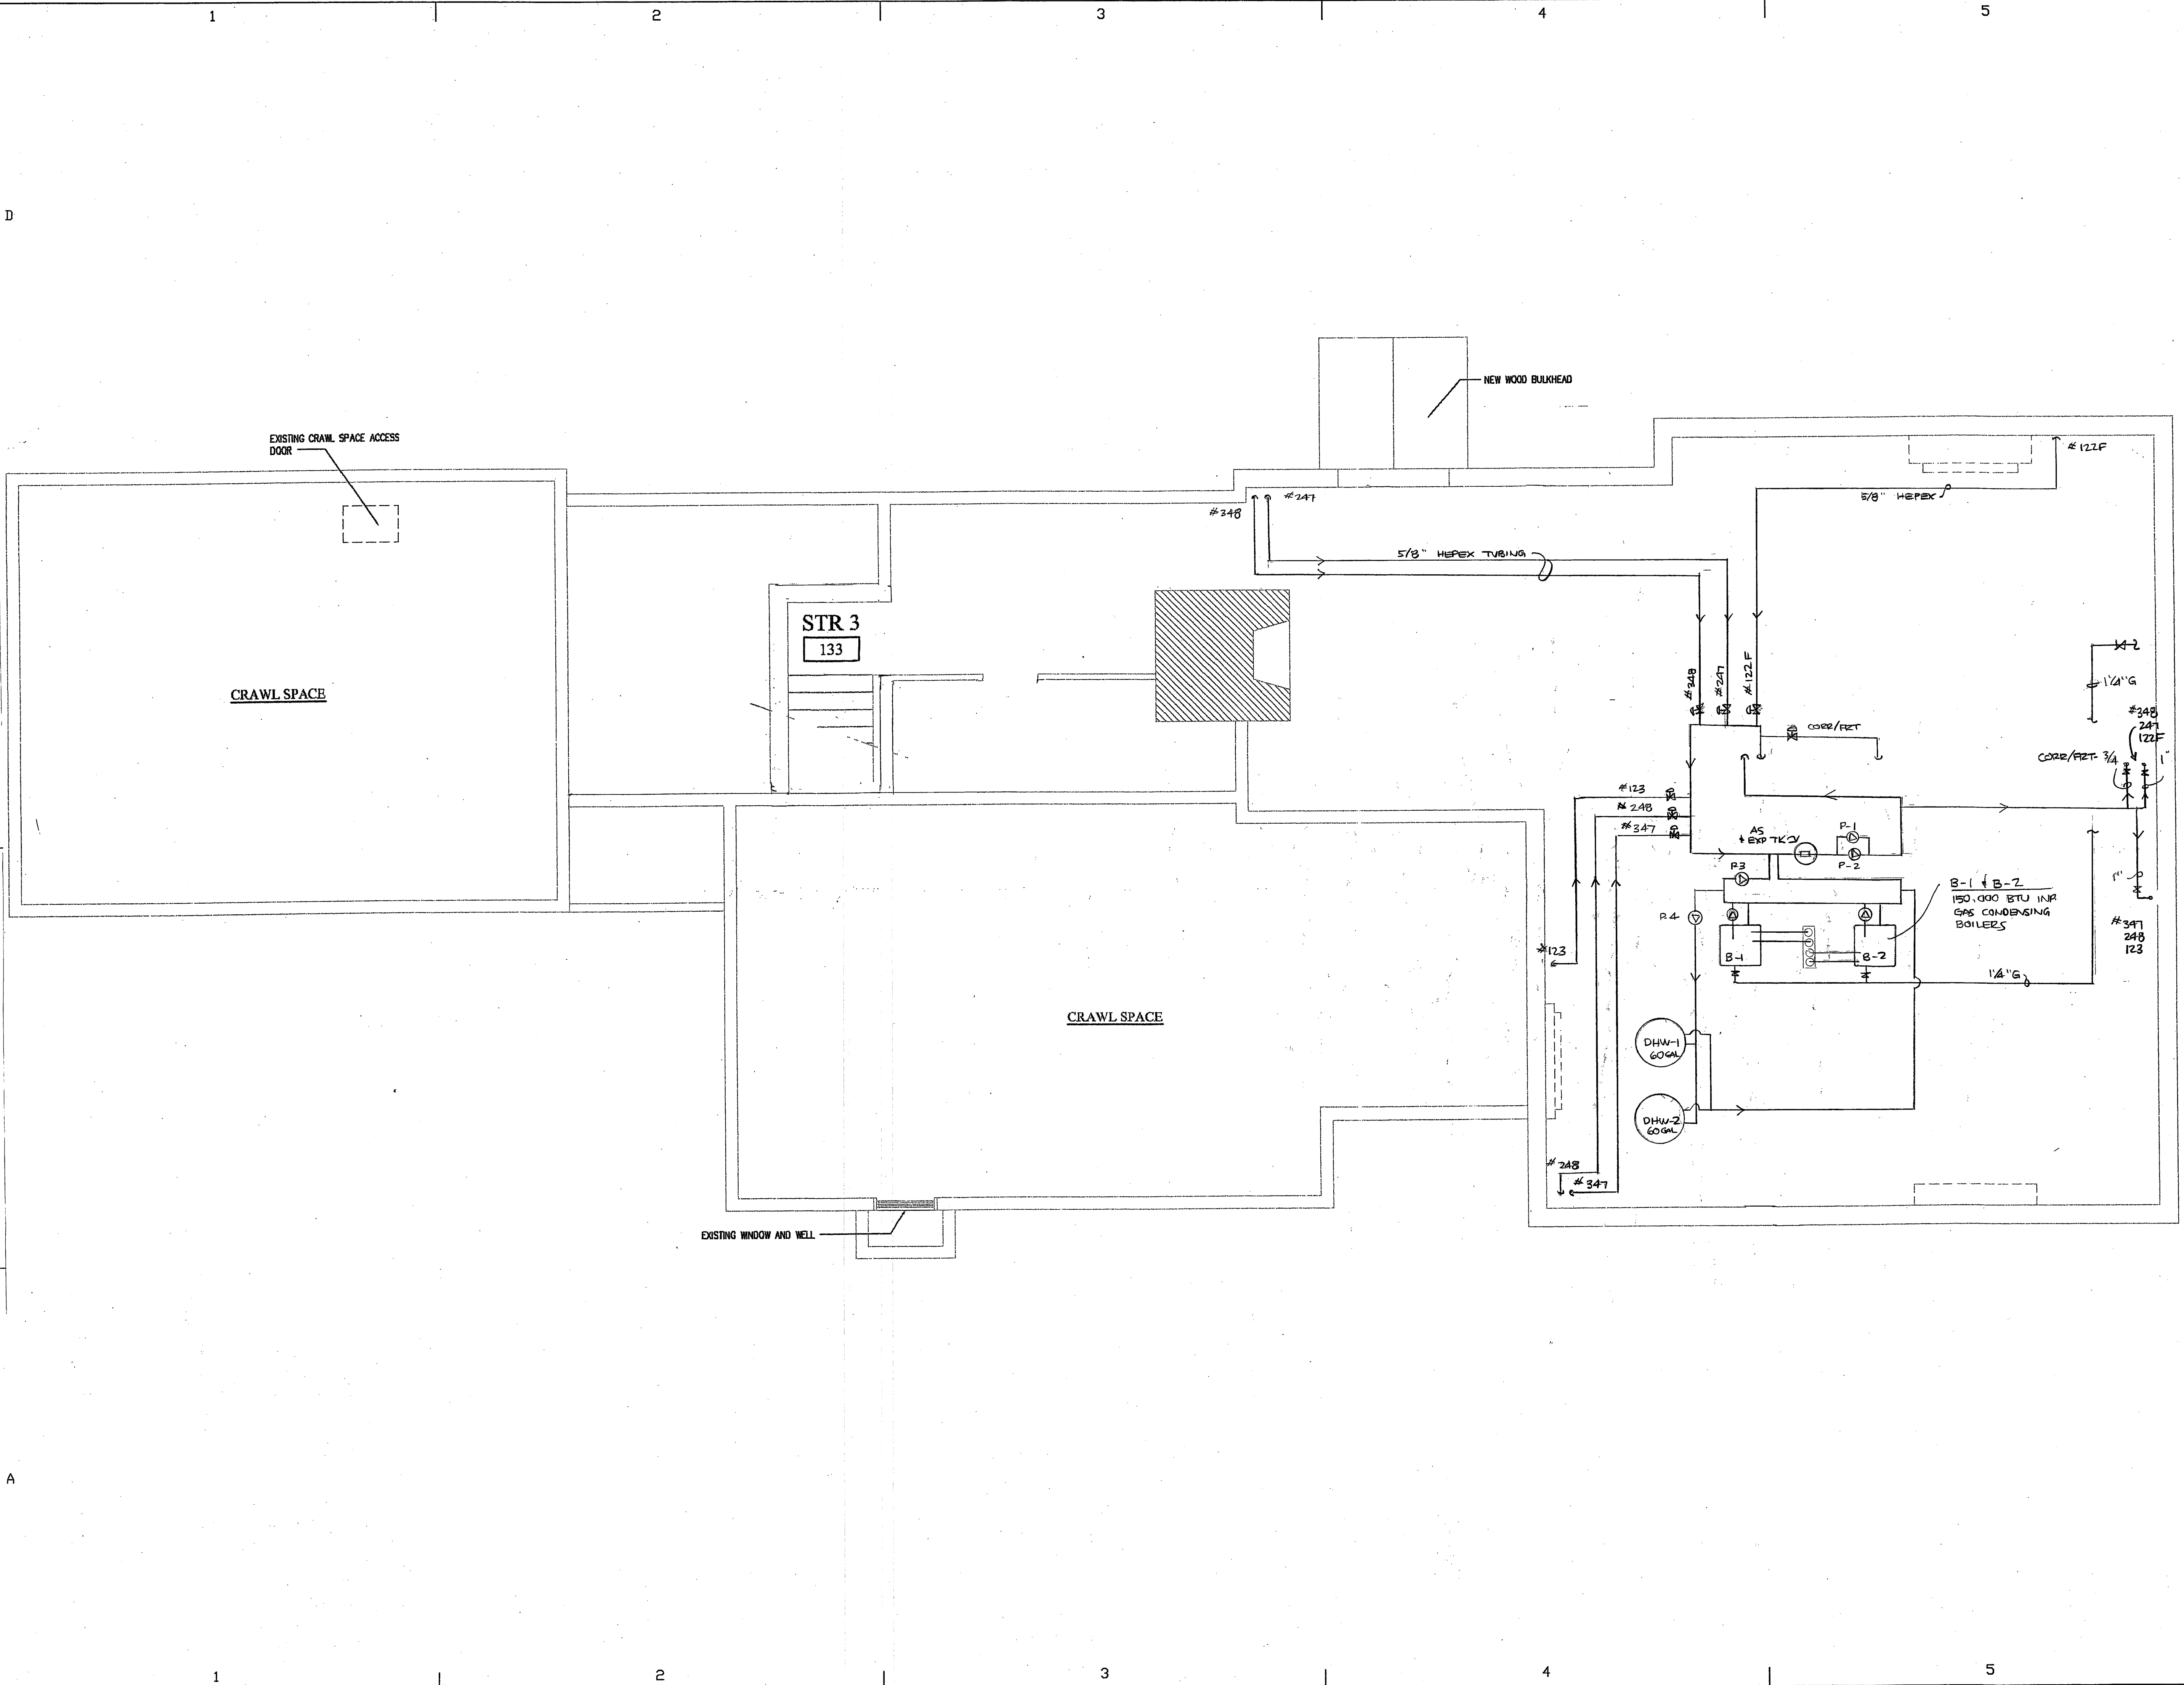 1
2
3
4
5
D
NEW WOOD BULKHEAD
EXISTING CRAWL SPACE ACCESS
DOOR
#122F
5/8" HEPEX
#247
#348
5/8" HEPEX TUBING
STR 3
133
CRAWL SPACE
#348
#247
#122F
1¼"G
#348
247
122F
CORR/FZT
CORR/FZT- 3/4
1"
#123
#248
#347
AS
+ EXP TK
P-1
P-2
P.3
P.4
B-1 & B-2
150,000 BTU INP.
GAS CONDENSING
BOILERS
1"
#347
248
123
#123
B-1
B-2
1¼"G
CRAWL SPACE
DHW-1
60GAL
DHW-2
60GAL
#248
#347
EXISTING WINDOW AND WELL
A
1
2
3
4
5